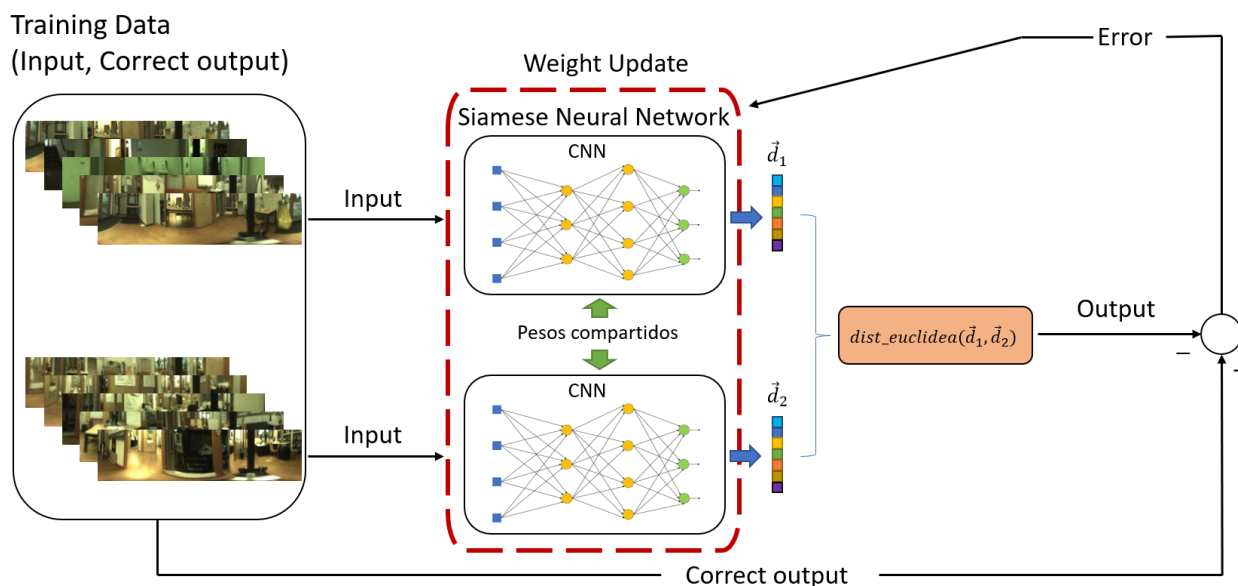 Training Data
(Input, Correct output)
Weight Update
Siamese Neural Network
CNN
Input
d⃗₁
Error
Pesos compartidos
dist_euclidea(d⃗₁, d⃗₂)
Output
−
CNN
Input
d⃗₂
Correct output